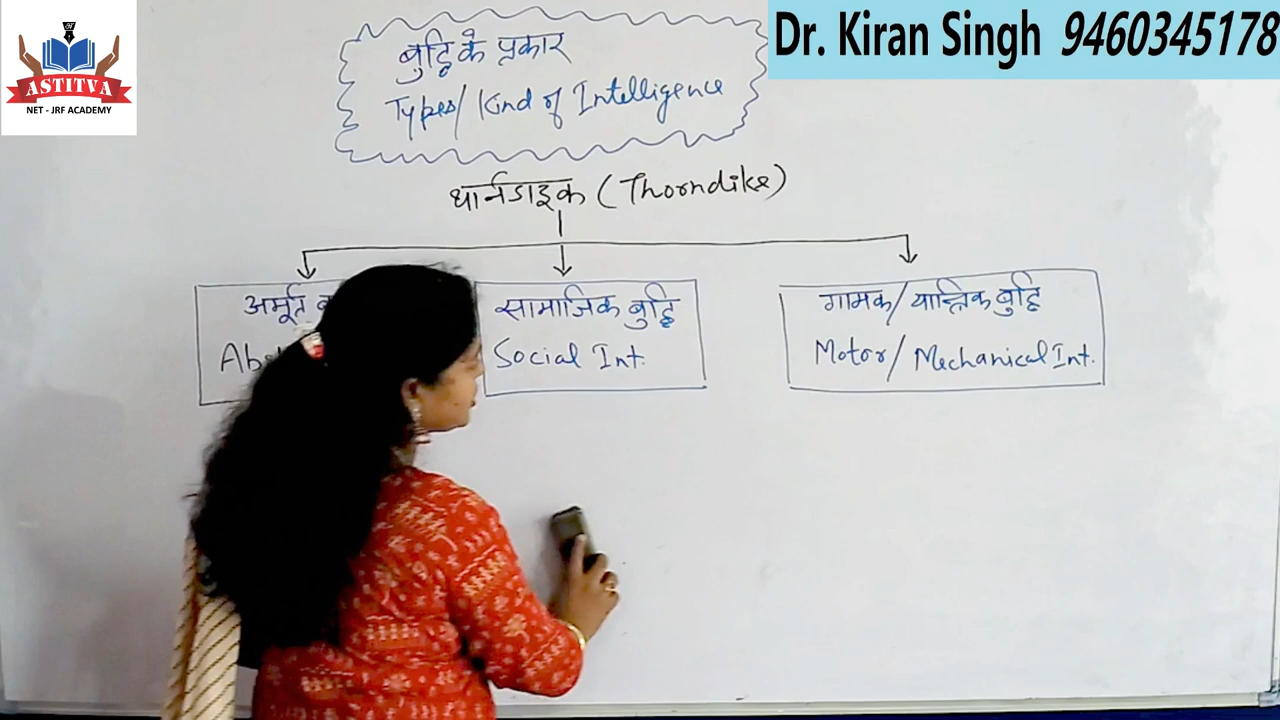 ASTITVA
NET - JRF ACADEMY
Dr. Kiran Singh 9460345178
बुद्धि के प्रकार
Types/ Kind of Intelligence
थार्नडाइक (Thorndike)
अमूर्त
सामाजिक बुद्धि
Social Int.
गामक/यान्त्रिक बुद्धि
Motor/ Mechanical Int.